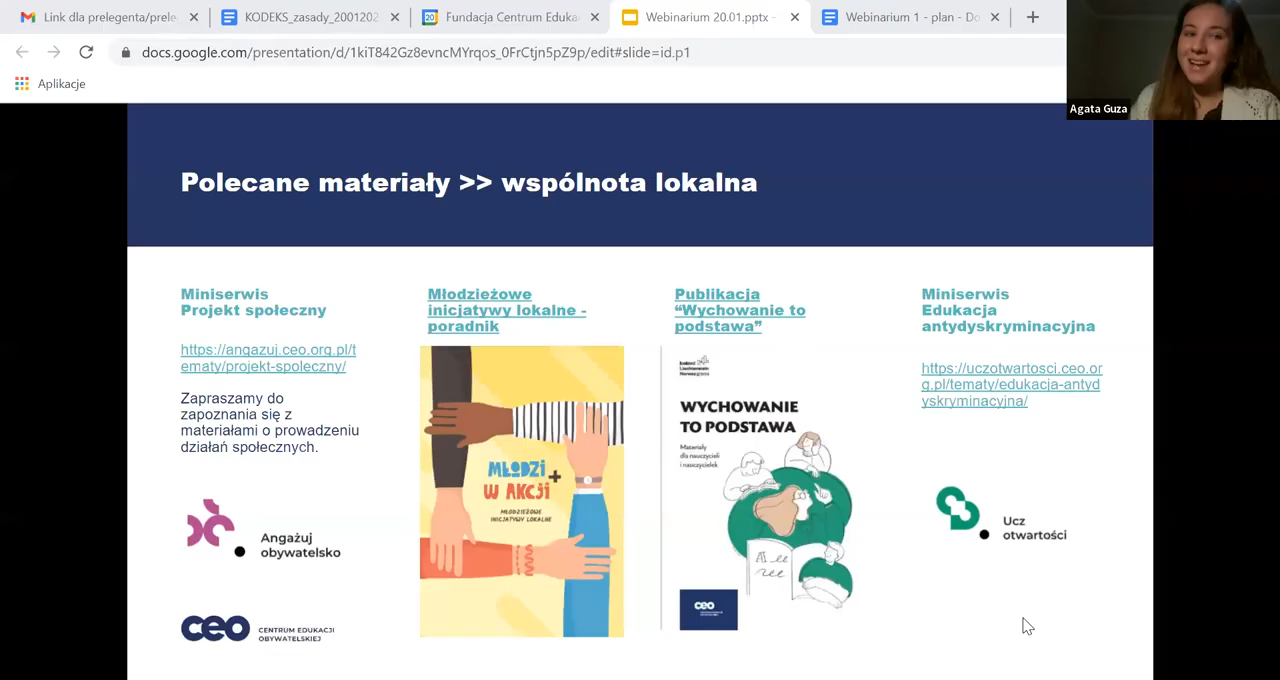 Link dla prelegenta/prele
KODEKS_zasady_2001202
Fundacja Centrum Eduka
Webinarium 20.01.pptx -
Webinarium 1 - plan - Do
docs.google.com/presentation/d/1kiT842Gz8evncMYrqos_0FrCtjn5pZ9p/edit#slide=id.p1
Aplikacje
Agata Guza
Polecane materiały >> wspólnota lokalna
Miniserwis
Projekt społeczny
https://angazuj.ceo.org.pl/t
ematy/projekt-spoleczny/
Zapraszamy do
zapoznania się z
materiałami o prowadzeniu
działań społecznych.
Angażuj
obywatelsko
ceo
CENTRUM EDUKACJI
OBYWATELSKIEJ
Młodzieżowe
inicjatywy lokalne -
poradnik
MŁODZI
W AKCJI+
MŁODZIEŻOWE
INICJATYWY LOKALNE
Publikacja
“Wychowanie to
podstawa”
Iceland
Liechtenstein
Norway grants
WYCHOWANIE
TO PODSTAWA
Materiały
dla nauczycieli
i nauczycielek
ceo
Miniserwis
Edukacja
antydyskryminacyjna
https://uczotwartosci.ceo.or
g.pl/tematy/edukacja-antyd
yskryminacyjna/
Ucz
otwartości